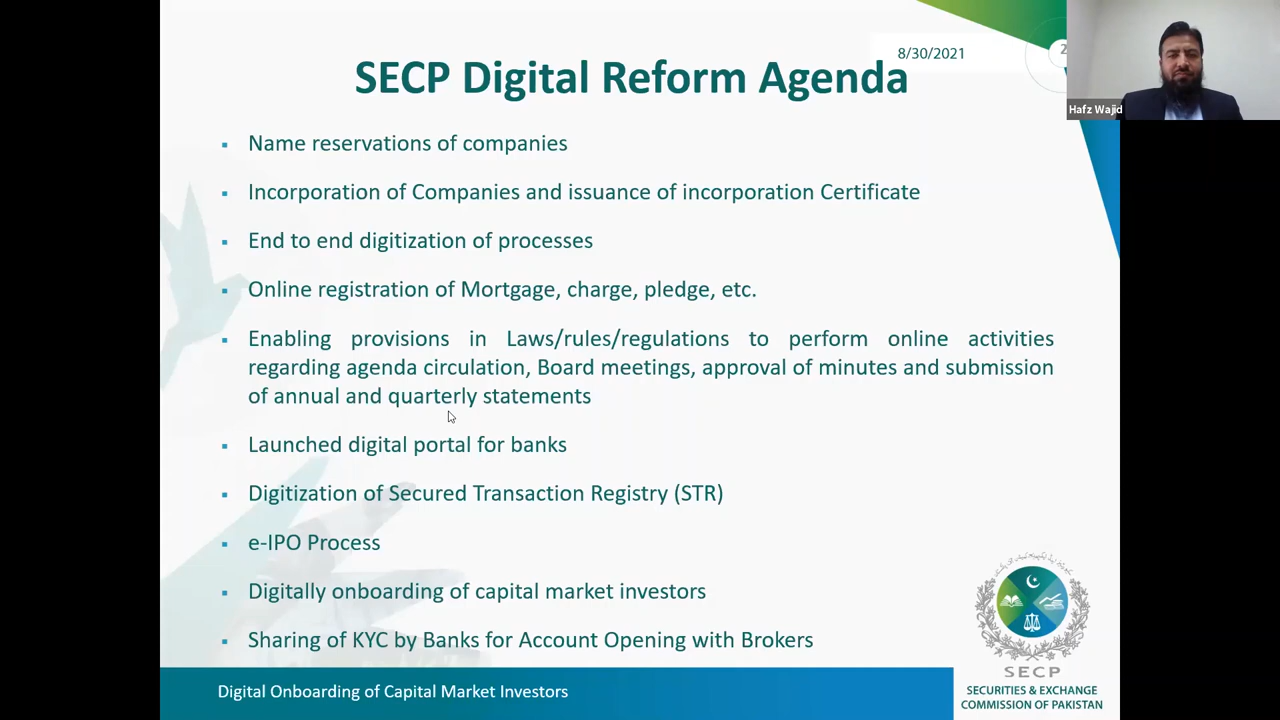 8/30/2021
2
SECP Digital Reform Agenda
Hafz Wajid
▪ Name reservations of companies
▪ Incorporation of Companies and issuance of incorporation Certificate
▪ End to end digitization of processes
▪ Online registration of Mortgage, charge, pledge, etc.
▪ Enabling provisions in Laws/rules/regulations to perform online activities
regarding agenda circulation, Board meetings, approval of minutes and submission
of annual and quarterly statements
▪ Launched digital portal for banks
▪ Digitization of Secured Transaction Registry (STR)
▪ e-IPO Process
▪ Digitally onboarding of capital market investors
▪ Sharing of KYC by Banks for Account Opening with Brokers
SECP
SECURITIES & EXCHANGE
COMMISSION OF PAKISTAN
Digital Onboarding of Capital Market Investors